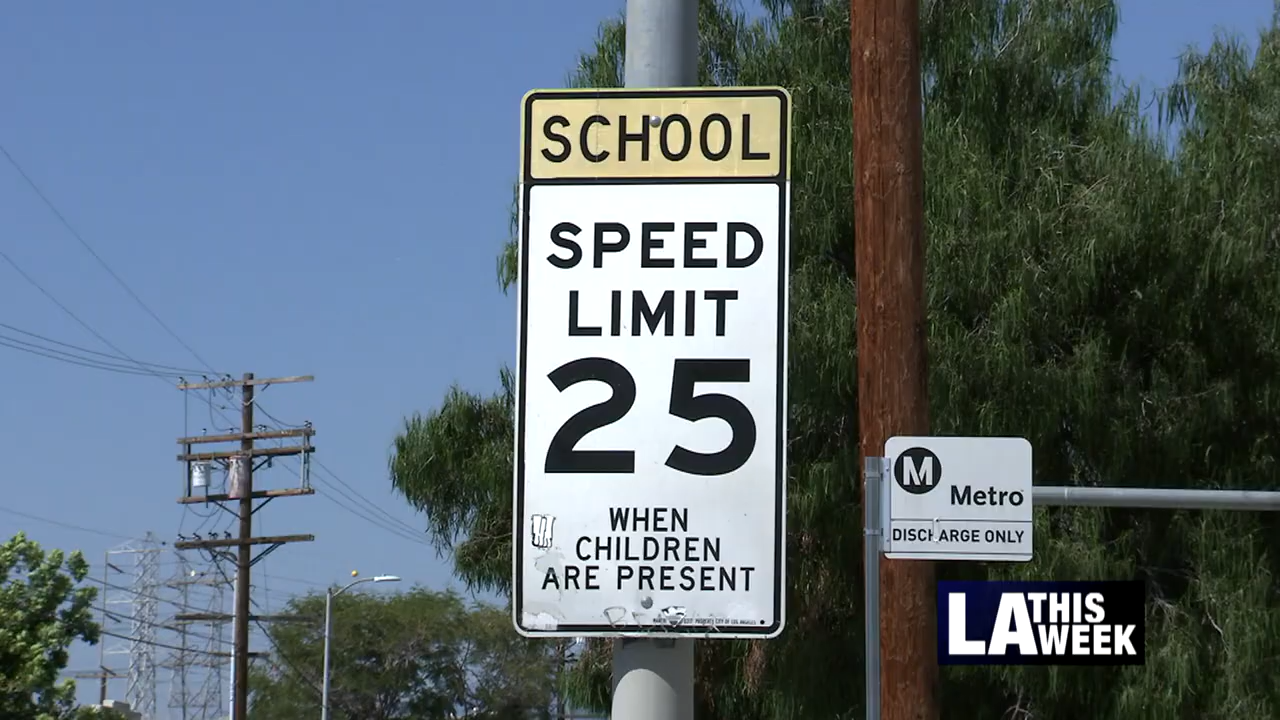 SCHOOL
SPEED
LIMIT
25
WHEN
CHILDREN
ARE PRESENT
M
Metro
DISCHARGE ONLY
LA THIS
WEEK